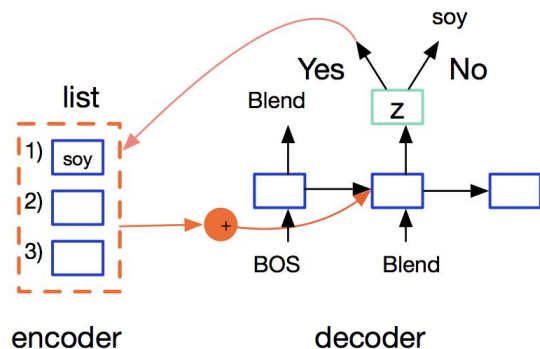 soy
Yes
No
list
Blend
z
1)
soy
2)
3)
+
BOS
Blend
encoder
decoder